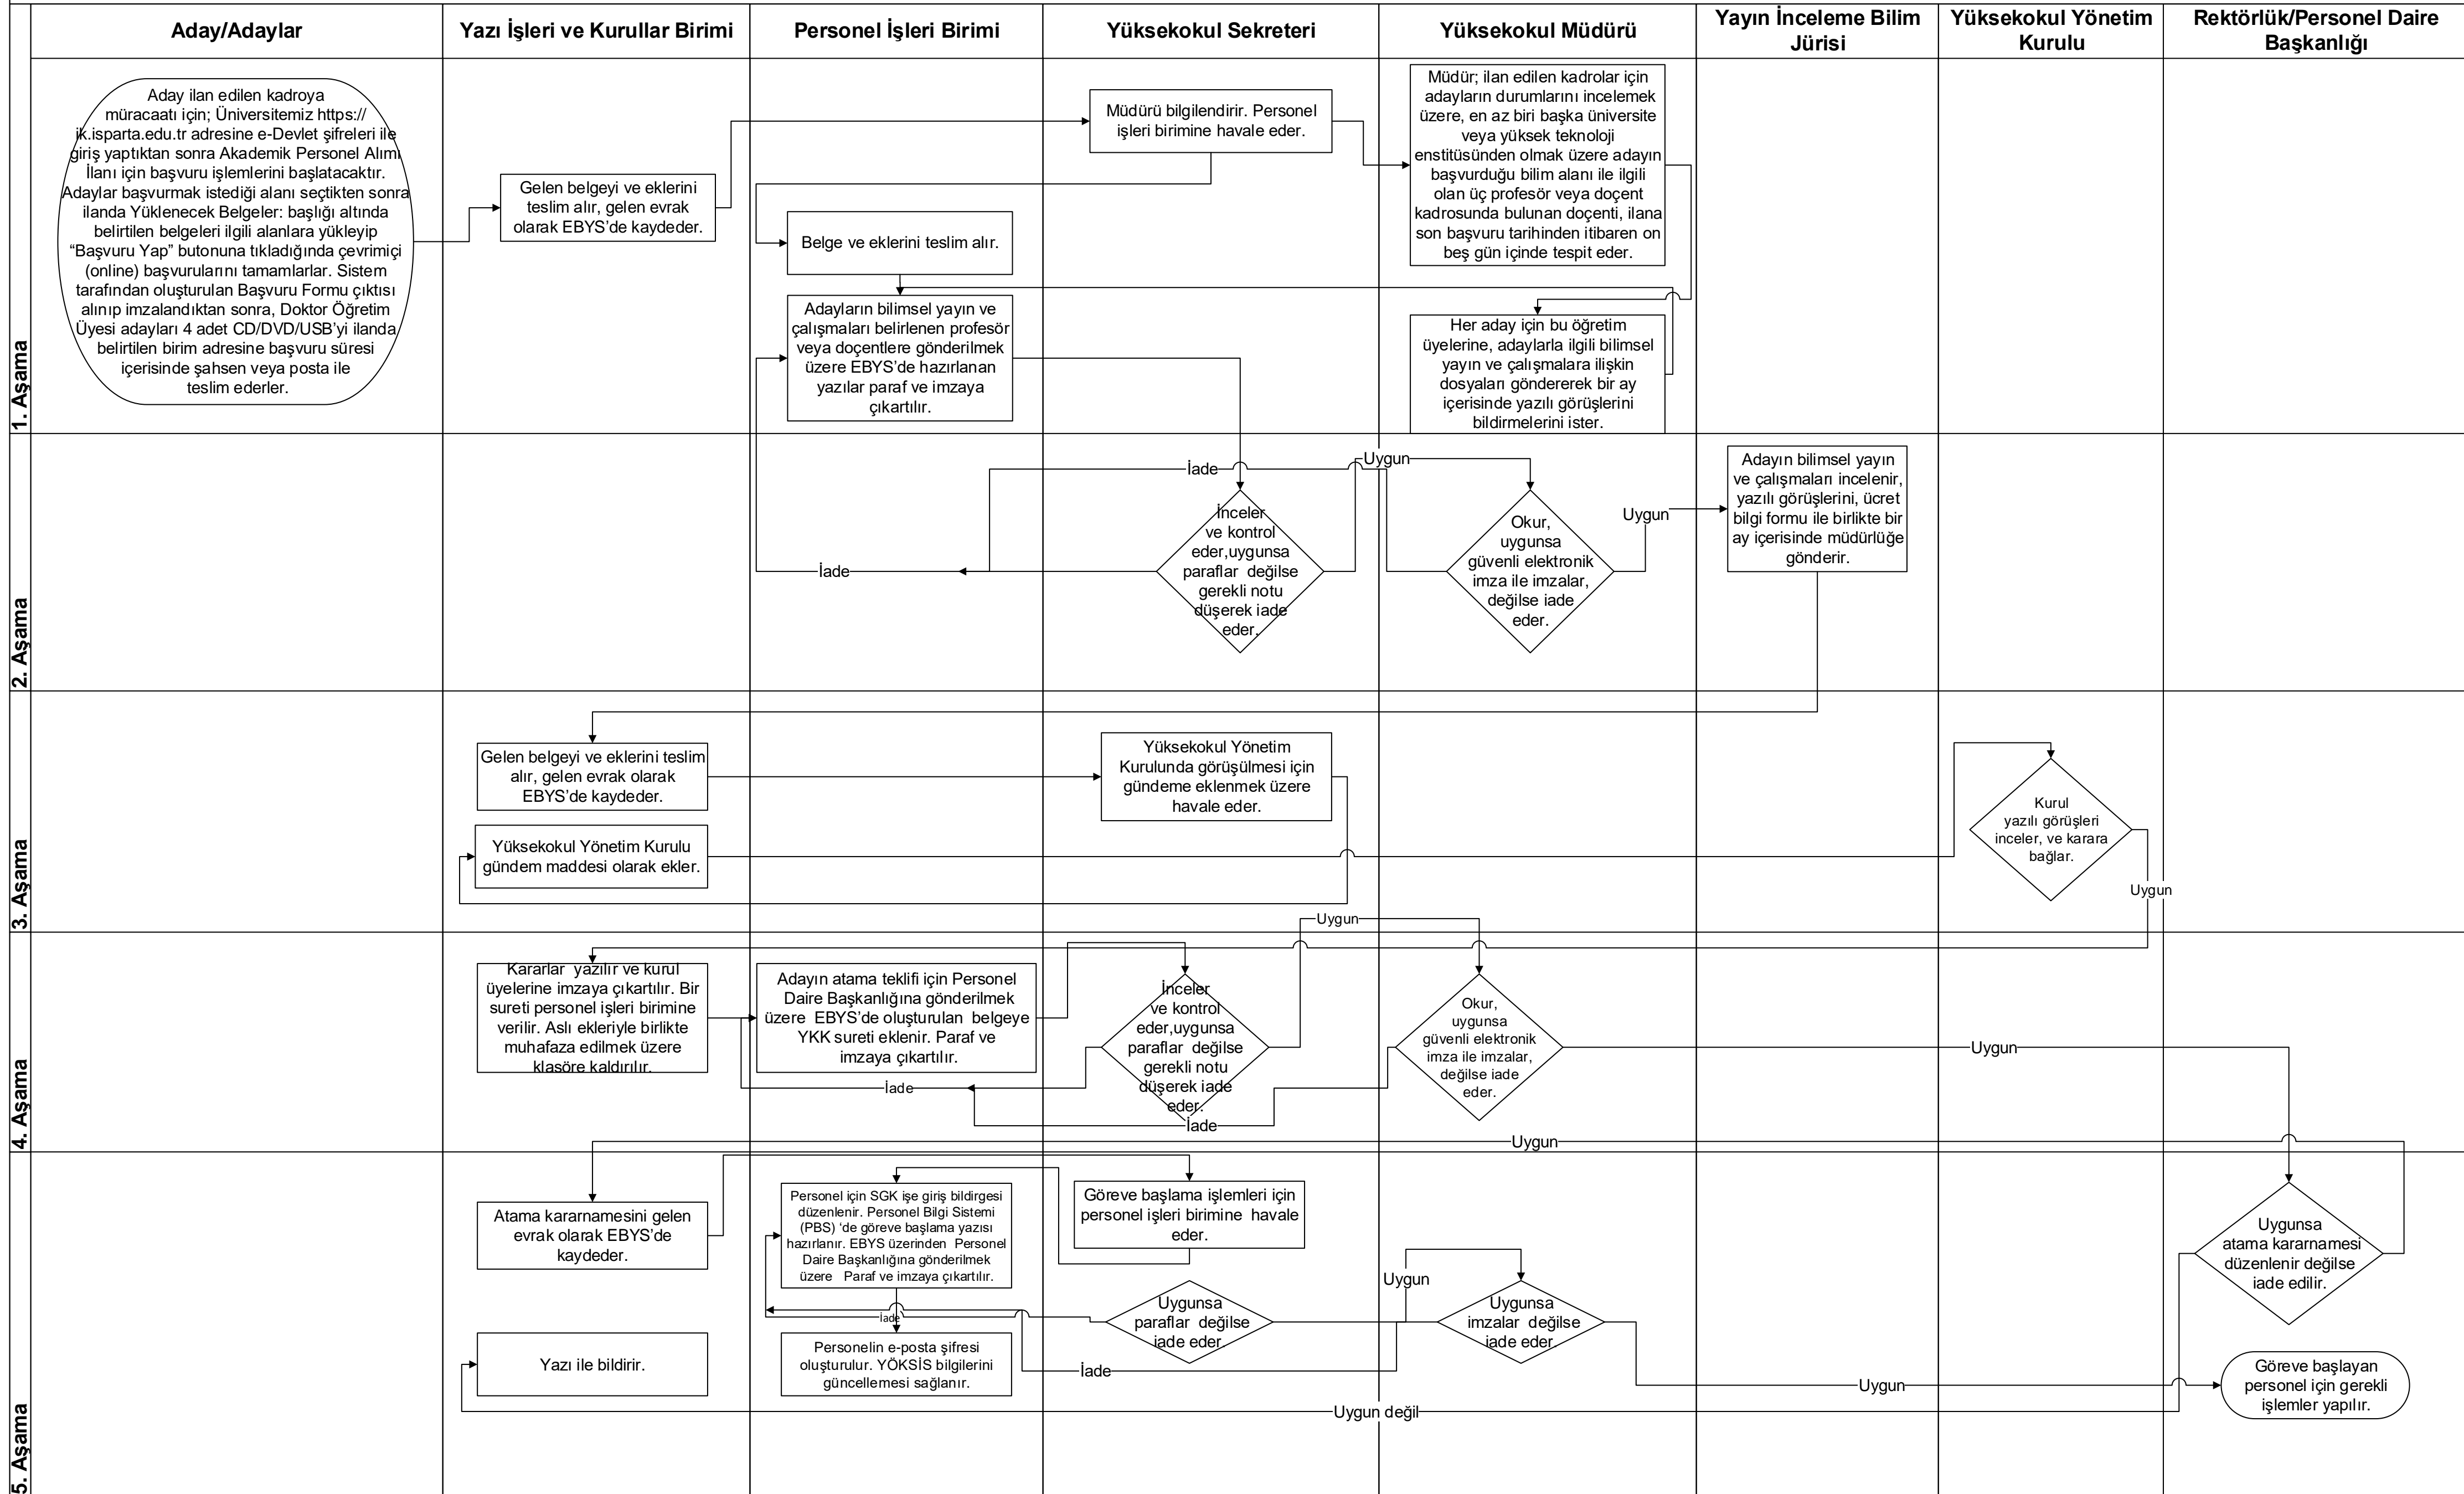 Aday/Adaylar
Yazı İşleri ve Kurullar Birimi
Personel İşleri Birimi
Yüksekokul Sekreteri
Yüksekokul Müdürü
Yayın İnceleme Bilim
Jürisi
Yüksekokul Yönetim
Kurulu
Rektörlük/Personel Daire
Başkanlığı
1. Aşama
Aday ilan edilen kadroya
müracaatı için; Üniversitemiz https://
ik.isparta.edu.tr adresine e-Devlet şifreleri ile
giriş yaptıktan sonra Akademik Personel Alımı
İlanı için başvuru işlemlerini başlatacaktır.
Adaylar başvurmak istediği alanı seçtikten sonra
ilanda Yüklenecek Belgeler: başlığı altında
belirtilen belgeleri ilgili alanlara yükleyip
“Başvuru Yap” butonuna tıkladığında çevrimiçi
(online) başvurularını tamamlarlar. Sistem
tarafından oluşturulan Başvuru Formu çıktısı
alınıp imzalandıktan sonra, Doktor Öğretim
Üyesi adayları 4 adet CD/DVD/USB’yi ilanda
belirtilen birim adresine başvuru süresi
içerisinde şahsen veya posta ile
teslim ederler.
Gelen belgeyi ve eklerini
teslim alır, gelen evrak
olarak EBYS’de kaydeder.
Müdürü bilgilendirir. Personel
işleri birimine havale eder.
Belge ve eklerini teslim alır.
Adayların bilimsel yayın ve
çalışmaları belirlenen profesör
veya doçentlere gönderilmek
üzere EBYS’de hazırlanan
yazılar paraf ve imzaya
çıkartılır.
Müdür; ilan edilen kadrolar için
adayların durumlarını incelemek
üzere, en az biri başka üniversite
veya yüksek teknoloji
enstitüsünden olmak üzere adayın
başvurduğu bilim alanı ile ilgili
olan üç profesör veya doçent
kadrosunda bulunan doçenti, ilana
son başvuru tarihinden itibaren on
beş gün içinde tespit eder.
Her aday için bu öğretim
üyelerine, adaylarla ilgili bilimsel
yayın ve çalışmalara ilişkin
dosyaları göndererek bir ay
içerisinde yazılı görüşlerini
bildirmelerini ister.
2. Aşama
İade
İade
İnceler
ve kontrol
eder,uygunsa
paraflar değilse
gerekli notu
düşerek iade
eder.
Uygun
Okur,
uygunsa
güvenli elektronik
imza ile imzalar,
değilse iade
eder.
Uygun
Adayın bilimsel yayın
ve çalışmaları incelenir,
yazılı görüşlerini, ücret
bilgi formu ile birlikte bir
ay içerisinde müdürlüğe
gönderir.
3. Aşama
Gelen belgeyi ve eklerini teslim
alır, gelen evrak olarak
EBYS’de kaydeder.
Yüksekokul Yönetim
Kurulunda görüşülmesi için
gündeme eklenmek üzere
havale eder.
Yüksekokul Yönetim Kurulu
gündem maddesi olarak ekler.
Kurul
yazılı görüşleri
inceler, ve karara
bağlar.
Uygun
Uygun
4. Aşama
Kararlar yazılır ve kurul
üyelerine imzaya çıkartılır. Bir
sureti personel işleri birimine
verilir. Aslı ekleriyle birlikte
muhafaza edilmek üzere
klasöre kaldırılır.
Adayın atama teklifi için Personel
Daire Başkanlığına gönderilmek
üzere EBYS’de oluşturulan belgeye
YKK sureti eklenir. Paraf ve
imzaya çıkartılır.
İade
İnceler
ve kontrol
eder,uygunsa
paraflar değilse
gerekli notu
düşerek iade
eder.
İade
Okur,
uygunsa
güvenli elektronik
imza ile imzalar,
değilse iade
eder.
Uygun
Uygun
5. Aşama
Atama kararnamesini gelen
evrak olarak EBYS’de
kaydeder.
Personel için SGK işe giriş bildirgesi
düzenlenir. Personel Bilgi Sistemi
(PBS) ‘de göreve başlama yazısı
hazırlanır. EBYS üzerinden Personel
Daire Başkanlığına gönderilmek
üzere Paraf ve imzaya çıkartılır.
Göreve başlama işlemleri için
personel işleri birimine havale
eder.
Uygunsa
atama kararnamesi
düzenlenir değilse
iade edilir.
İade
Uygunsa
paraflar değilse
iade eder
Uygun
Uygunsa
imzalar değilse
iade eder
Yazı ile bildirir.
Personelin e-posta şifresi
oluşturulur. YÖKSİS bilgilerini
güncellemesi sağlanır.
İade
Uygun
Göreve başlayan
personel için gerekli
işlemler yapılır.
Uygun değil